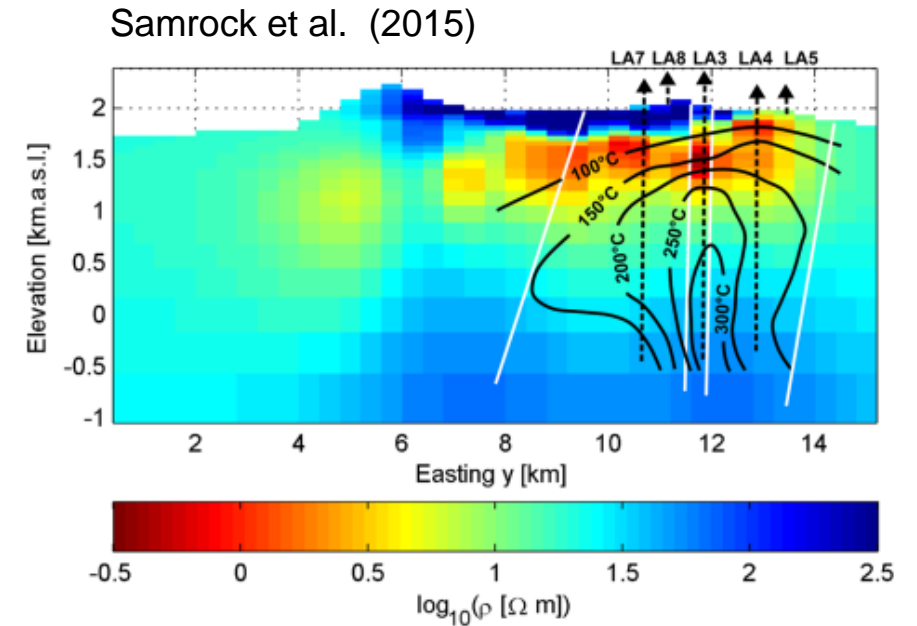 Samrock et al. (2015)
LA7 LA8 LA3 LA4 LA5
Elevation [km.a.s.l.]
2
1.5
1
0.5
0
-0.5
-1
100°C
150°C
200°C
250°C
300°C
2 4 6 8 10 12 14
Easting y [km]
-0.5 0 0.5 1 1.5 2 2.5
log10(ρ [Ω m])